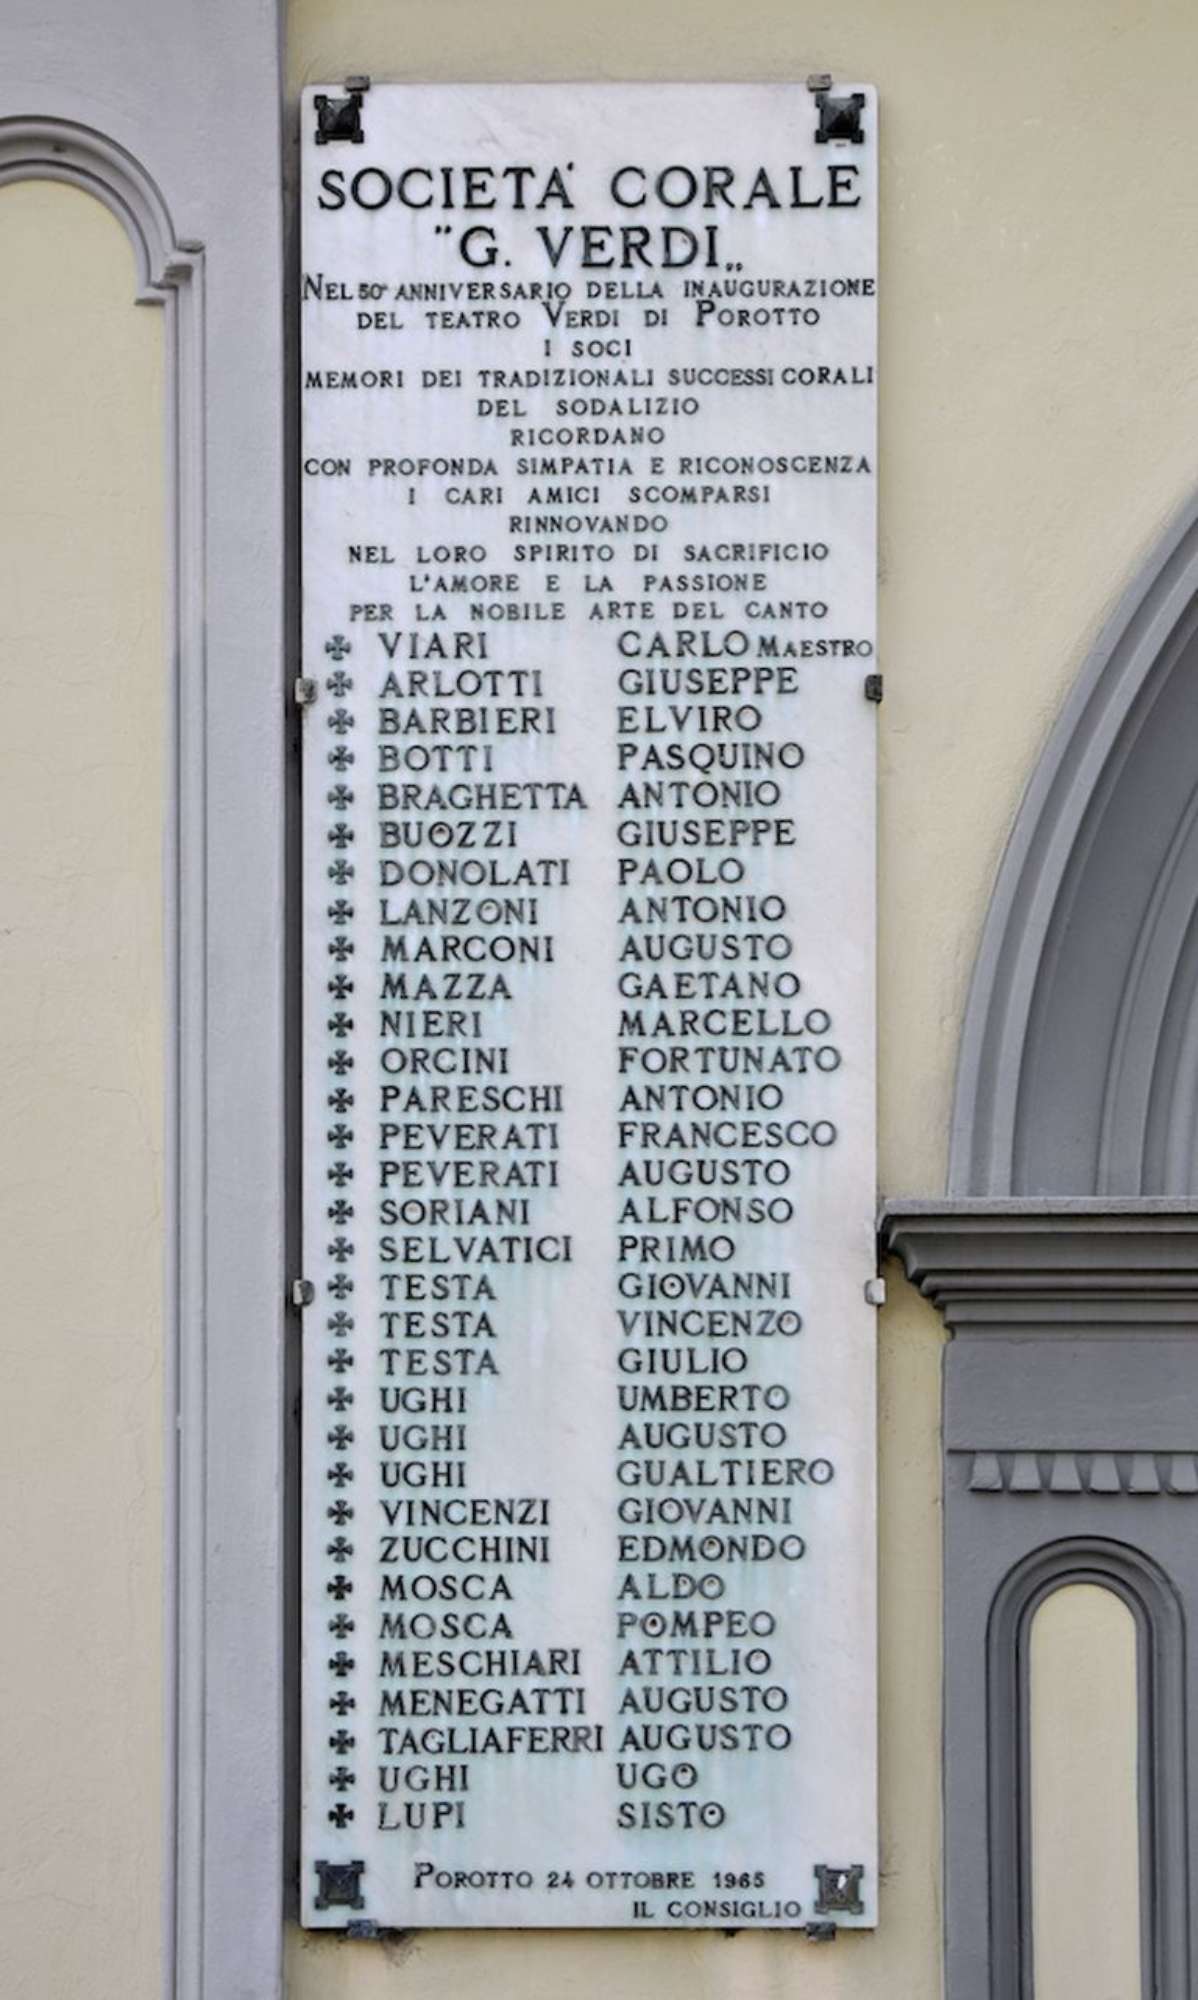 SOCIETA' CORALE
"G. VERDI„
NEL 50° ANNIVERSARIO DELLA INAUGURAZIONE
DEL TEATRO VERDI DI POROTTO
I SOCI
MEMORI DEI TRADIZIONALI SUCCESSI CORALI
DEL SODALIZIO
RICORDANO
CON PROFONDA SIMPATIA E RICONOSCENZA
I CARI AMICI SCOMPARSI
RINNOVANDO
NEL LORO SPIRITO DI SACRIFICIO
L'AMORE E LA PASSIONE
PER LA NOBILE ARTE DEL CANTO
✠ VIARI CARLO MAESTRO
✠ ARLOTTI GIUSEPPE
✠ BARBIERI ELVIRO
✠ BOTTI PASQUINO
✠ BRAGHETTA ANTONIO
✠ BUOZZI GIUSEPPE
✠ DONOLATI PAOLO
✠ LANZONI ANTONIO
✠ MARCONI AUGUSTO
✠ MAZZA GAETANO
✠ NIERI MARCELLO
✠ ORCINI FORTUNATO
✠ PARESCHI ANTONIO
✠ PEVERATI FRANCESCO
✠ PEVERATI AUGUSTO
✠ SORIANI ALFONSO
✠ SELVATICI PRIMO
✠ TESTA GIOVANNI
✠ TESTA VINCENZO
✠ TESTA GIULIO
✠ UGHI UMBERTO
✠ UGHI AUGUSTO
✠ UGHI GUALTIERO
✠ VINCENZI GIOVANNI
✠ ZUCCHINI EDMONDO
✠ MOSCA ALDO
✠ MOSCA POMPEO
✠ MESCHIARI ATTILIO
✠ MENEGATTI AUGUSTO
✠ TAGLIAFERRI AUGUSTO
✠ UGHI UGO
✠ LUPI SISTO
POROTTO 24 OTTOBRE 1965
IL CONSIGLIO